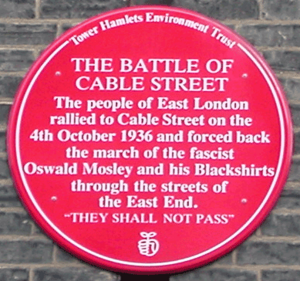 Tower Hamlets Environment Trust
THE BATTLE OF
CABLE STREET
The people of East London
rallied to Cable Street on the
4th October 1936 and forced back
the march of the fascist
Oswald Mosley and his Blackshirts
through the streets of
the East End.
"THEY SHALL NOT PASS"